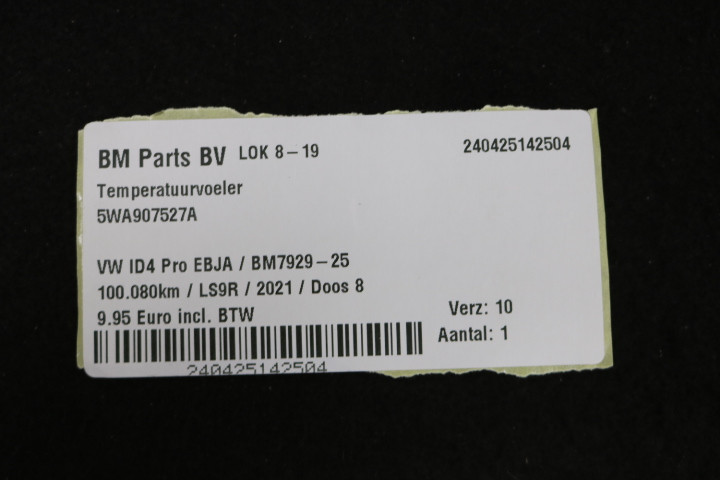 BM Parts BV LOK 8-19 240425142504
Temperatuurvoeler
5WA907527A
VW ID4 Pro EBJA / BM7929-25
100.080km / LS9R / 2021 / Doos 8
9.95 Euro incl. BTW
Verz: 10
Aantal: 1
240425142504